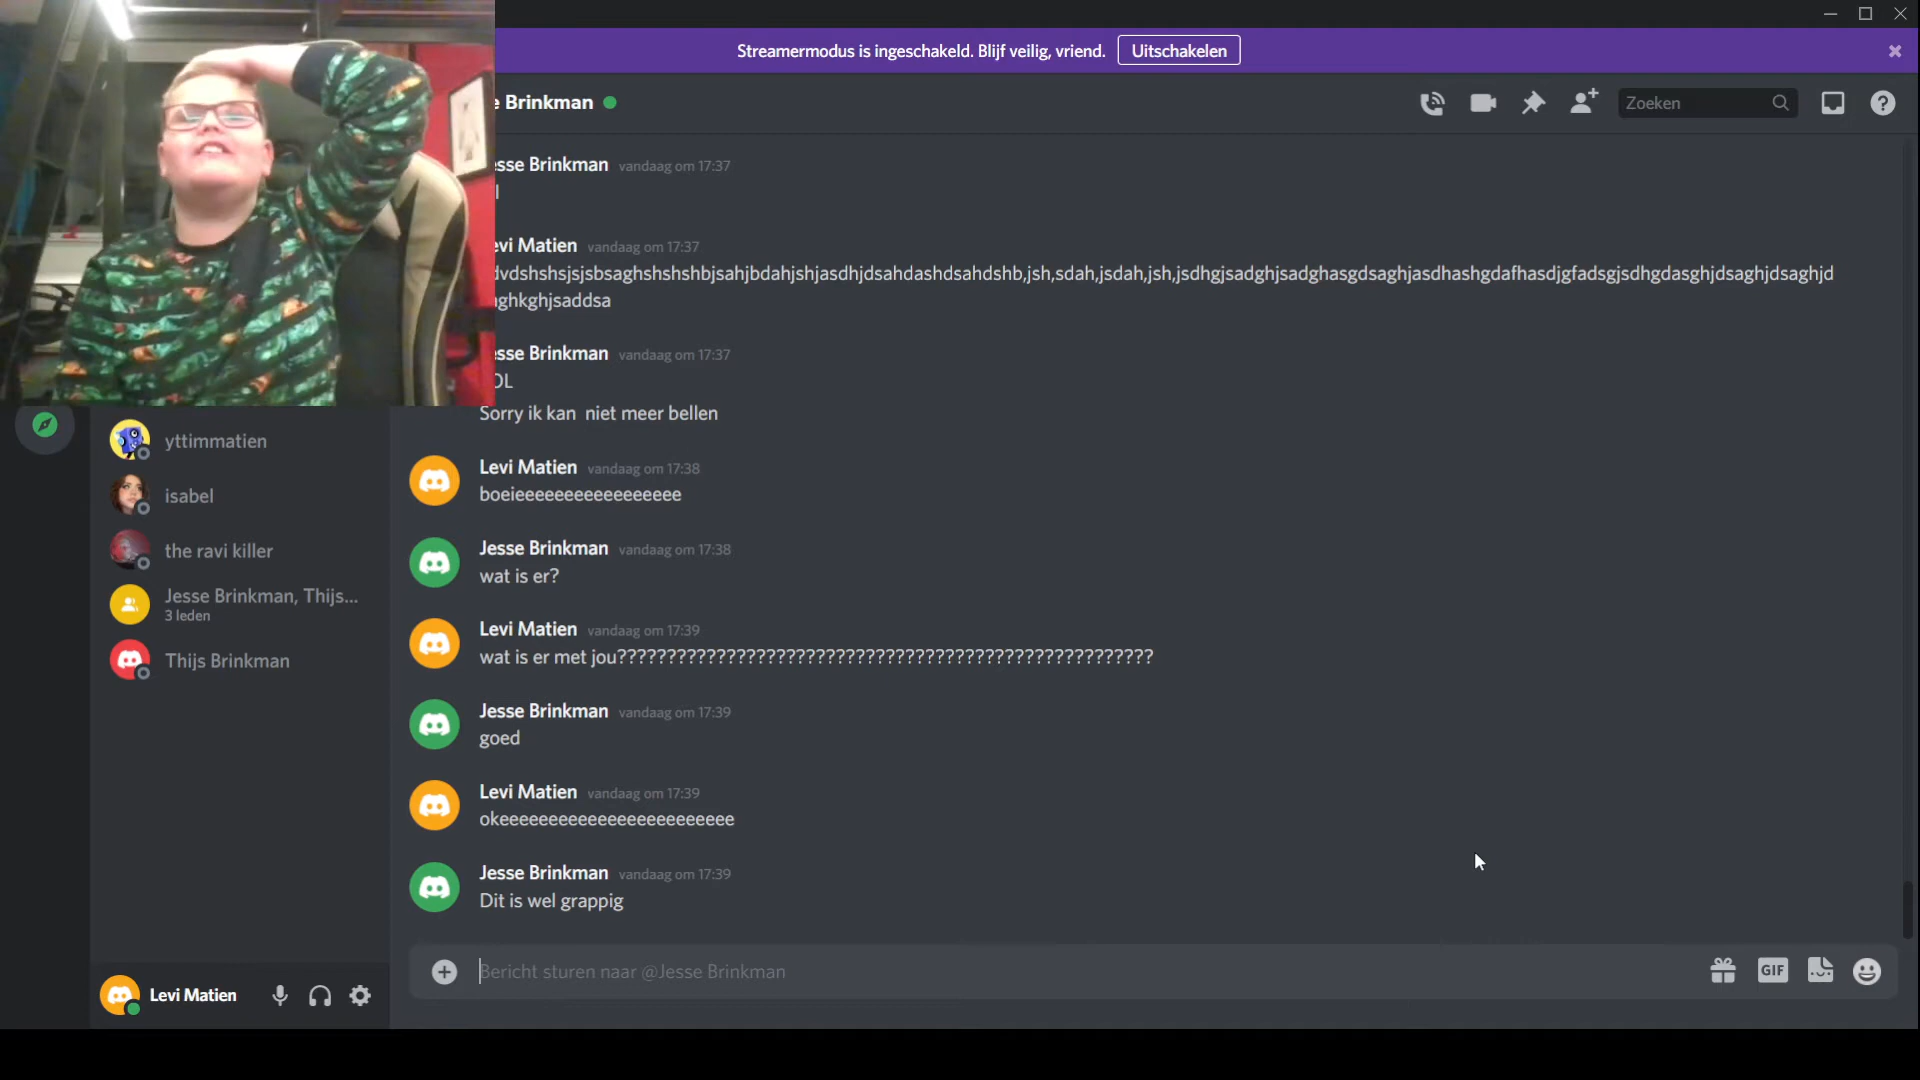 Streamermodus is ingeschakeld. Blijf veilig, vriend. Uitschakelen
Brinkman
Zoeken
esse Brinkman vandaag om 17:37
evi Matien vandaag om 17:37
dvdshshsjsjsbsaghshshshbjsahjbdahjshjasdhjdsahdashdsahdshb,jsh,sdah,jsdah,jsh,jsdhgjsadghjsadghasgdsaghjasdhashgdafhasdjgfadsgjsdhgdasghjdsaghjdsaghjd
ghkghjsaddsa
esse Brinkman vandaag om 17:37
OL
Sorry ik kan niet meer bellen
Levi Matien vandaag om 17:38
boeieeeeeeeeeeeeeeeee
Jesse Brinkman vandaag om 17:38
wat is er?
Levi Matien vandaag om 17:39
wat is er met jou??????????????????????????????????????????????????????
Jesse Brinkman vandaag om 17:39
goed
Levi Matien vandaag om 17:39
okeeeeeeeeeeeeeeeeeeeeeeee
Jesse Brinkman vandaag om 17:39
Dit is wel grappig
Bericht sturen naar @Jesse Brinkman
GIF
yttimmatien
isabel
the ravi killer
Jesse Brinkman, Thijs...
3 leden
Thijs Brinkman
Levi Matien